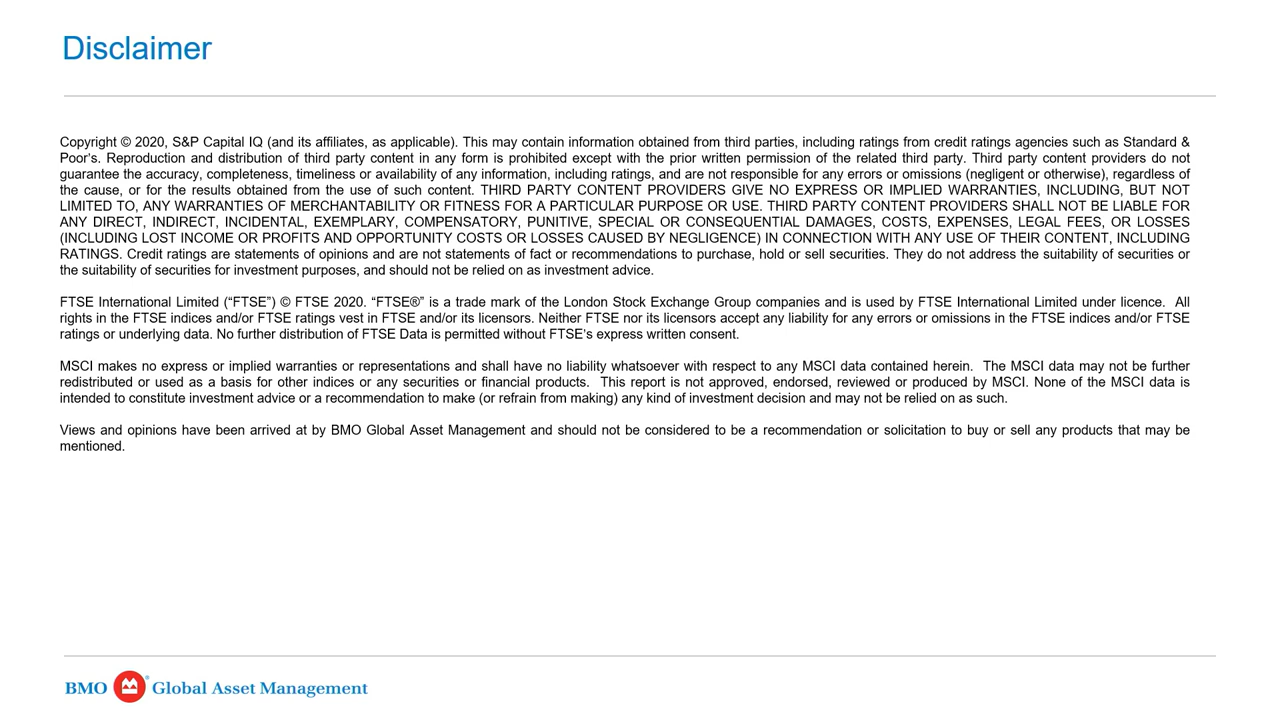 Disclaimer
Copyright © 2020, S&P Capital IQ (and its affiliates, as applicable). This may contain information obtained from third parties, including ratings from credit ratings agencies such as Standard &
Poor's. Reproduction and distribution of third party content in any form is prohibited except with the prior written permission of the related third party. Third party content providers do not
guarantee the accuracy, completeness, timeliness or availability of any information, including ratings, and are not responsible for any errors or omissions (negligent or otherwise), regardless of
the cause, or for the results obtained from the use of such content. THIRD PARTY CONTENT PROVIDERS GIVE NO EXPRESS OR IMPLIED WARRANTIES, INCLUDING, BUT NOT
LIMITED TO, ANY WARRANTIES OF MERCHANTABILITY OR FITNESS FOR A PARTICULAR PURPOSE OR USE. THIRD PARTY CONTENT PROVIDERS SHALL NOT BE LIABLE FOR
ANY DIRECT, INDIRECT, INCIDENTAL, EXEMPLARY, COMPENSATORY, PUNITIVE, SPECIAL OR CONSEQUENTIAL DAMAGES, COSTS, EXPENSES, LEGAL FEES, OR LOSSES
(INCLUDING LOST INCOME OR PROFITS AND OPPORTUNITY COSTS OR LOSSES CAUSED BY NEGLIGENCE) IN CONNECTION WITH ANY USE OF THEIR CONTENT, INCLUDING
RATINGS. Credit ratings are statements of opinions and are not statements of fact or recommendations to purchase, hold or sell securities. They do not address the suitability of securities or
the suitability of securities for investment purposes, and should not be relied on as investment advice.
FTSE International Limited (“FTSE”) © FTSE 2020. “FTSE®” is a trade mark of the London Stock Exchange Group companies and is used by FTSE International Limited under licence. All
rights in the FTSE indices and/or FTSE ratings vest in FTSE and/or its licensors. Neither FTSE nor its licensors accept any liability for any errors or omissions in the FTSE indices and/or FTSE
ratings or underlying data. No further distribution of FTSE Data is permitted without FTSE's express written consent.
MSCI makes no express or implied warranties or representations and shall have no liability whatsoever with respect to any MSCI data contained herein. The MSCI data may not be further
redistributed or used as a basis for other indices or any securities or financial products. This report is not approved, endorsed, reviewed or produced by MSCI. None of the MSCI data is
intended to constitute investment advice or a recommendation to make (or refrain from making) any kind of investment decision and may not be relied on as such.
Views and opinions have been arrived at by BMO Global Asset Management and should not be considered to be a recommendation or solicitation to buy or sell any products that may be
mentioned.
BMO ® Global Asset Management